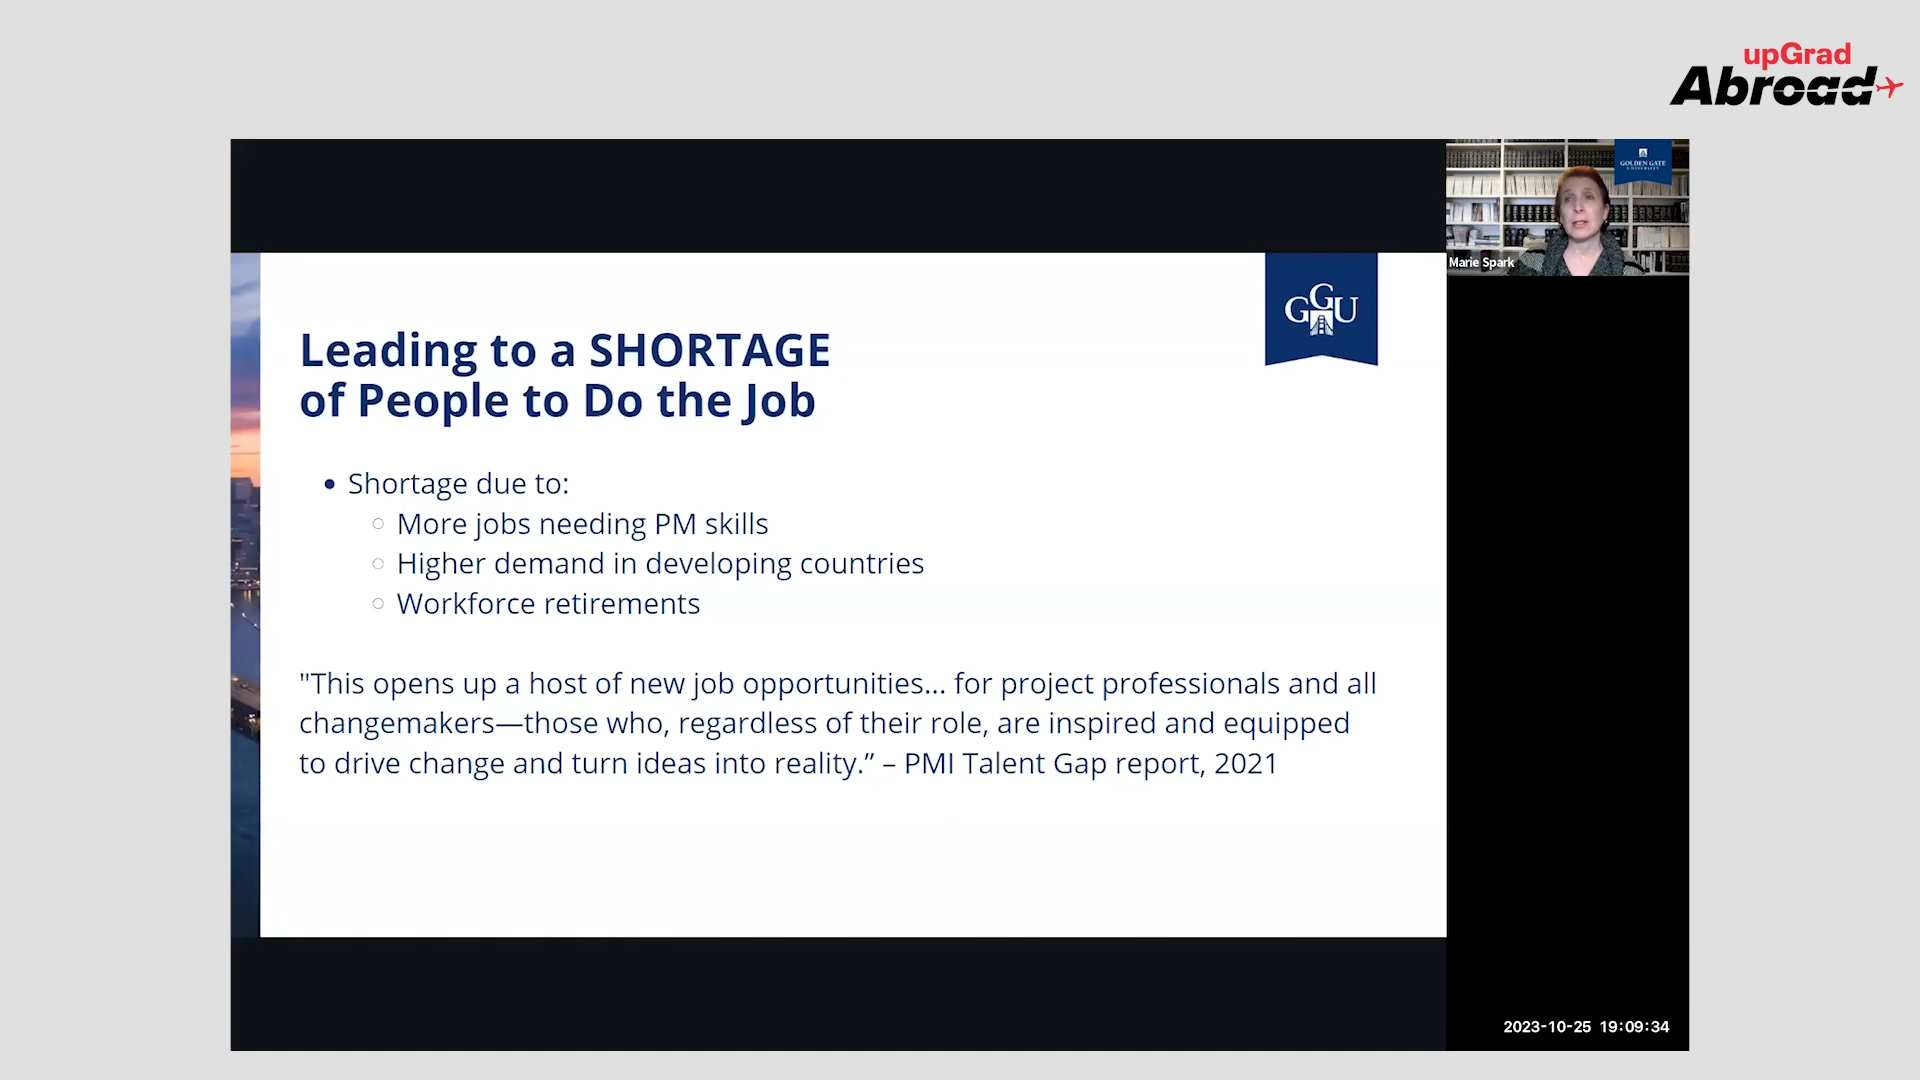 upGrad
Abroad
GOLDEN GATE
UNIVERSITY
Marie Spark
GGU
Leading to a SHORTAGE
of People to Do the Job
Shortage due to:
More jobs needing PM skills
Higher demand in developing countries
Workforce retirements
"This opens up a host of new job opportunities... for project professionals and all
changemakers—those who, regardless of their role, are inspired and equipped
to drive change and turn ideas into reality.” – PMI Talent Gap report, 2021
2023-10-25 19:09:34